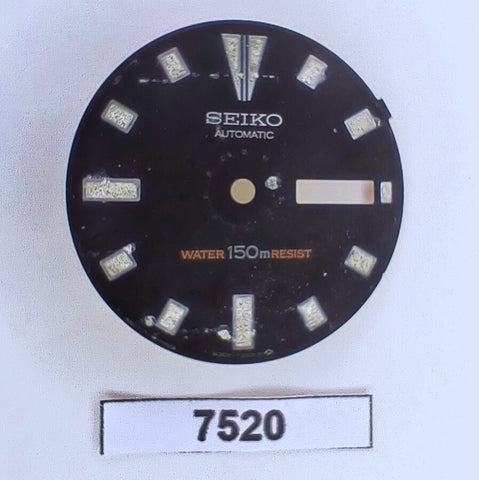 SEIKO
AUTOMATIC
WATER 150m RESIST
7520